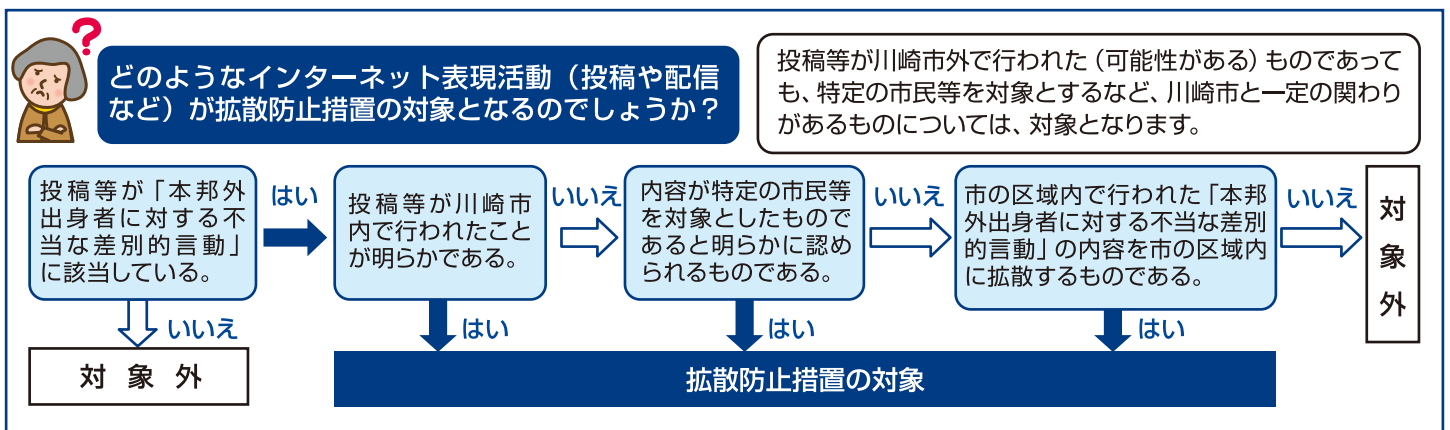 ?
どのようなインターネット表現活動（投稿や配信
など）が拡散防止措置の対象となるのでしょうか？
投稿等が川崎市外で行われた（可能性がある）ものであって
も、特定の市民等を対象とするなど、川崎市と一定の関わり
があるものについては、対象となります。
投稿等が「本邦外
出身者に対する不
当な差別的言動」
に該当している。
はい
投稿等が川崎市
内で行われたこと
が明らかである。
いいえ
内容が特定の市民等
を対象としたもので
あると明らかに認め
られるものである。
いいえ
市の区域内で行われた「本邦
外出身者に対する不当な差別
的言動」の内容を市の区域内
に拡散するものである。
いいえ
対
象
外
いいえ
はい
はい
はい
対象外
拡散防止措置の対象